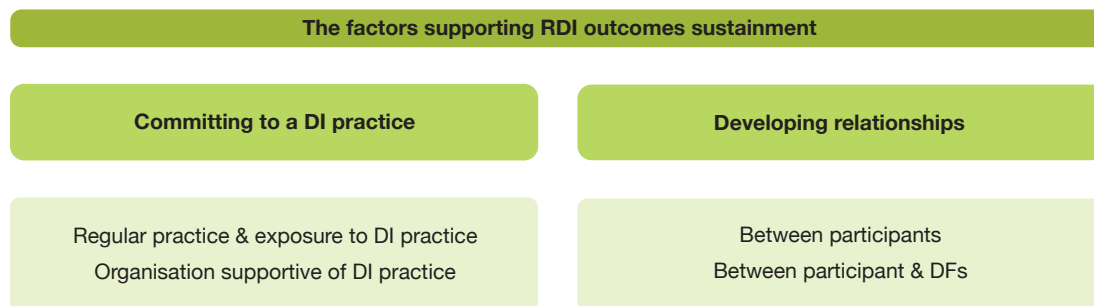 The factors supporting RDI outcomes sustainment
Committing to a DI practice
Developing relationships
Regular practice & exposure to DI practice
Organisation supportive of DI practice
Between participants
Between participant & DFs